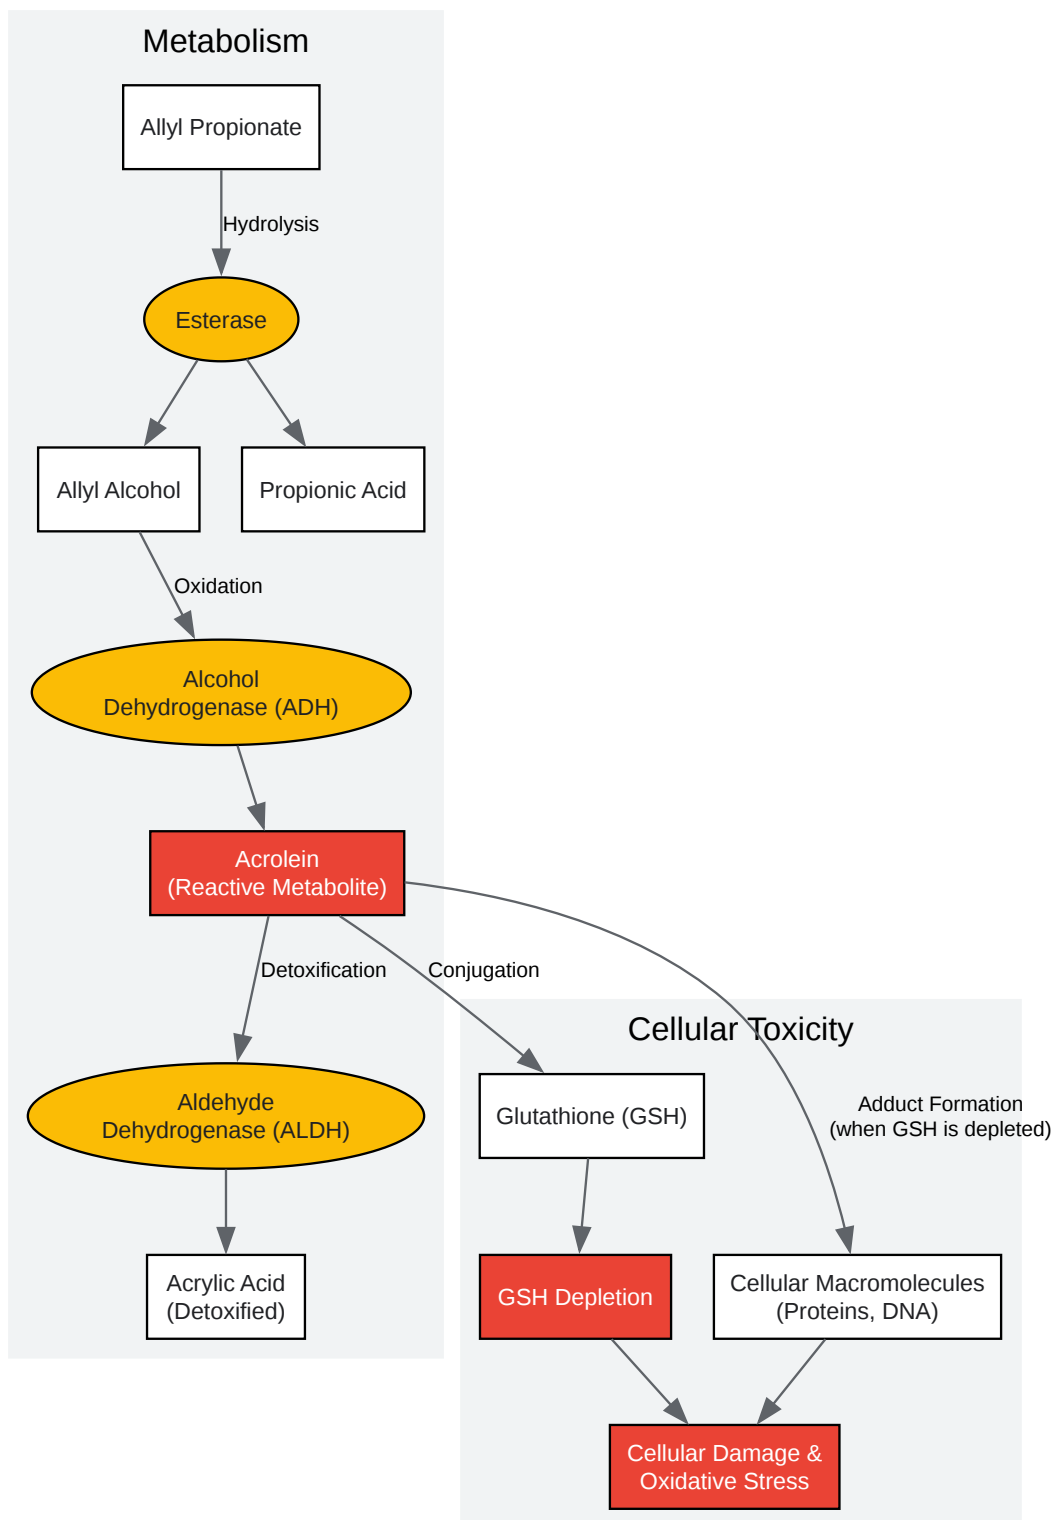 Metabolism
Allyl Propionate
Hydrolysis
Esterase
Allyl Alcohol
Propionic Acid
Oxidation
Alcohol
Dehydrogenase (ADH)
Acrolein
(Reactive Metabolite)
Detoxification
Conjugation
Cellular Toxicity
Aldehyde
Dehydrogenase (ALDH)
Glutathione (GSH)
Adduct Formation
(when GSH is depleted)
Acrylic Acid
(Detoxified)
GSH Depletion
Cellular Macromolecules
(Proteins, DNA)
Cellular Damage &
Oxidative Stress